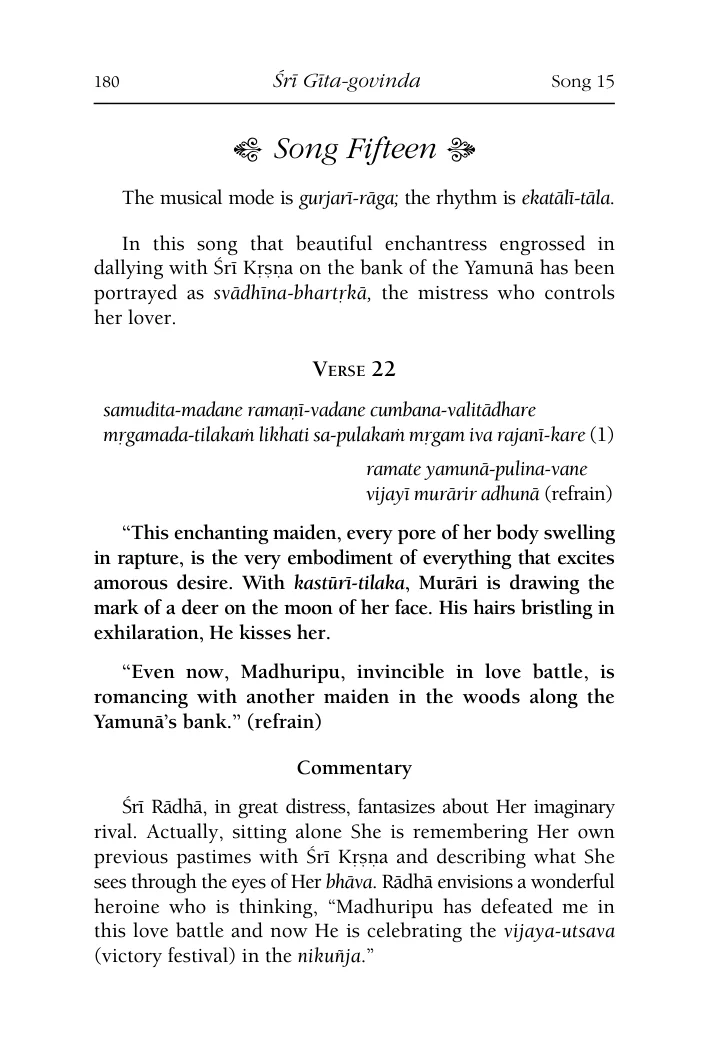 180 Śrī Gīta-govinda Song 15
Song Fifteen
The musical mode is gurjarī-rāga; the rhythm is ekatālī-tāla.
In this song that beautiful enchantress engrossed in
dallying with Śrī Kṛṣṇa on the bank of the Yamunā has been
portrayed as svādhīna-bhartṛkā, the mistress who controls
her lover.
VERSE 22
samudita-madane ramaṇī-vadane cumbana-valitādhare
mṛgamada-tilakaṁ likhati sa-pulakaṁ mṛgam iva rajanī-kare (1)
ramate yamunā-pulina-vane
vijayī murārir adhunā (refrain)
“This enchanting maiden, every pore of her body swelling
in rapture, is the very embodiment of everything that excites
amorous desire. With kastūrī-tilaka, Murāri is drawing the
mark of a deer on the moon of her face. His hairs bristling in
exhilaration, He kisses her.
“Even now, Madhuripu, invincible in love battle, is
romancing with another maiden in the woods along the
Yamunā’s bank.” (refrain)
Commentary
Śrī Rādhā, in great distress, fantasizes about Her imaginary
rival. Actually, sitting alone She is remembering Her own
previous pastimes with Śrī Kṛṣṇa and describing what She
sees through the eyes of Her bhāva. Rādhā envisions a wonderful
heroine who is thinking, “Madhuripu has defeated me in
this love battle and now He is celebrating the vijaya-utsava
(victory festival) in the nikuñja.”